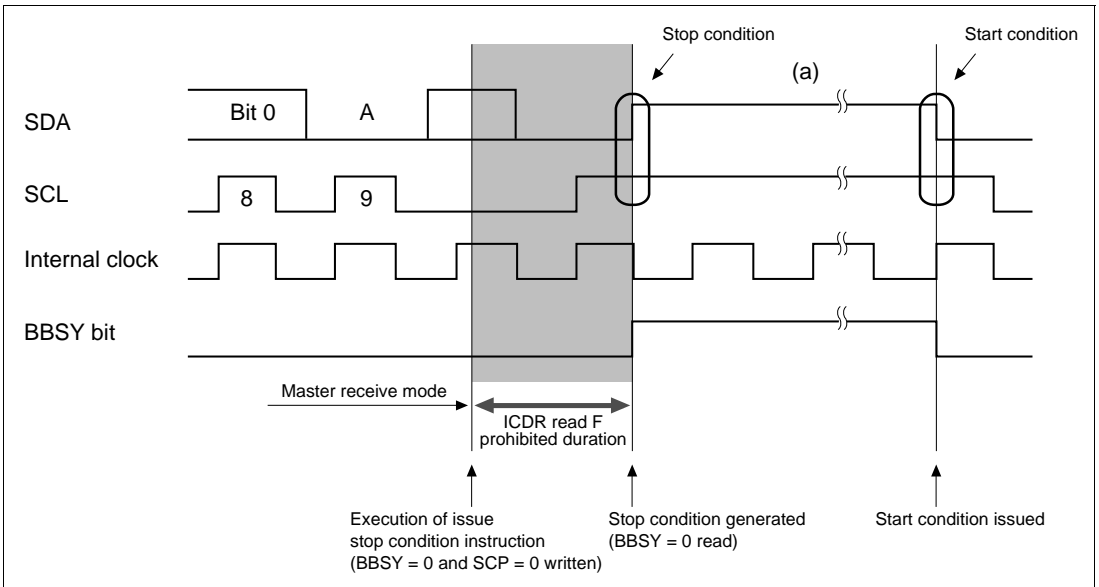 Stop condition
Start condition
(a)
SDA
Bit 0
A
SCL
8
9
Internal clock
BBSY bit
Master receive mode
ICDR read F
prohibited duration
Execution of issue
stop condition instruction
(BBSY = 0 and SCP = 0 written)
Stop condition generated
(BBSY = 0 read)
Start condition issued